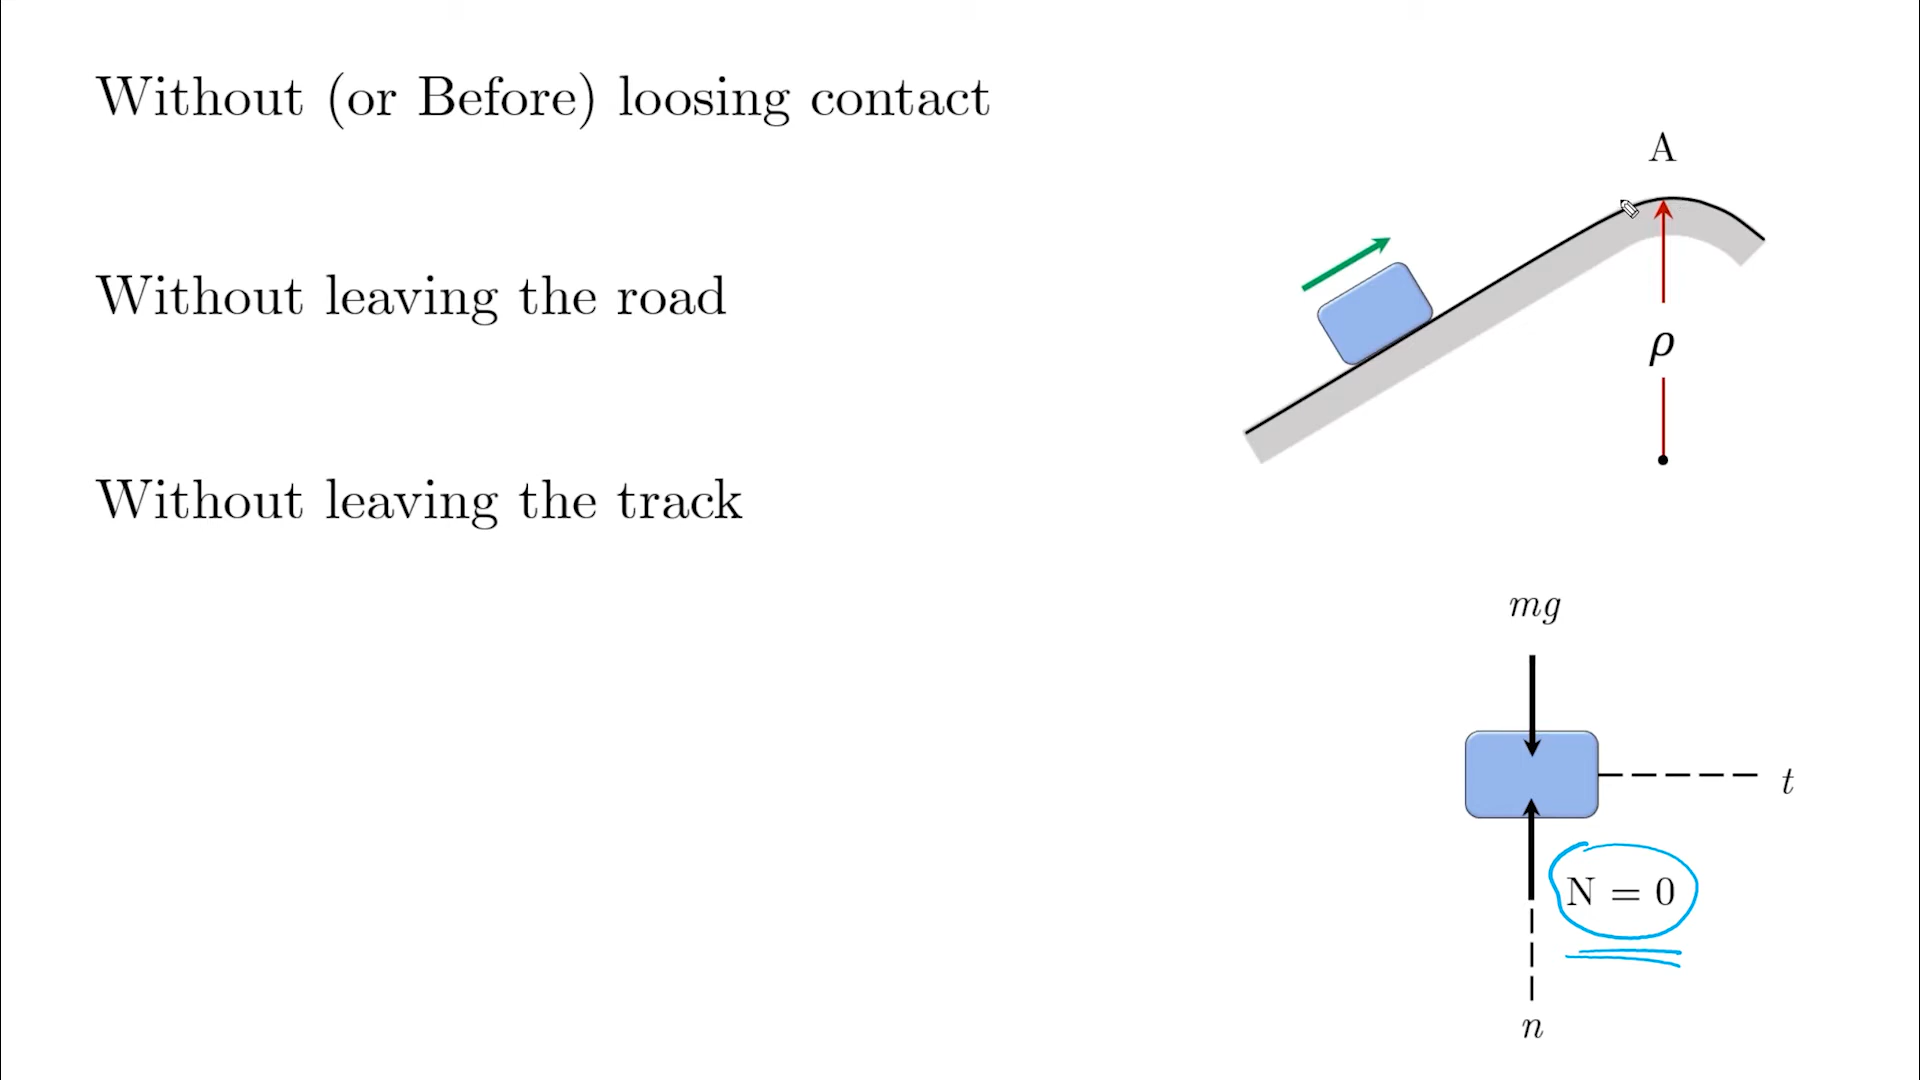 Without (or Before) loosing contact
A
Without leaving the road
ρ
Without leaving the track
mg
t
N = 0
n